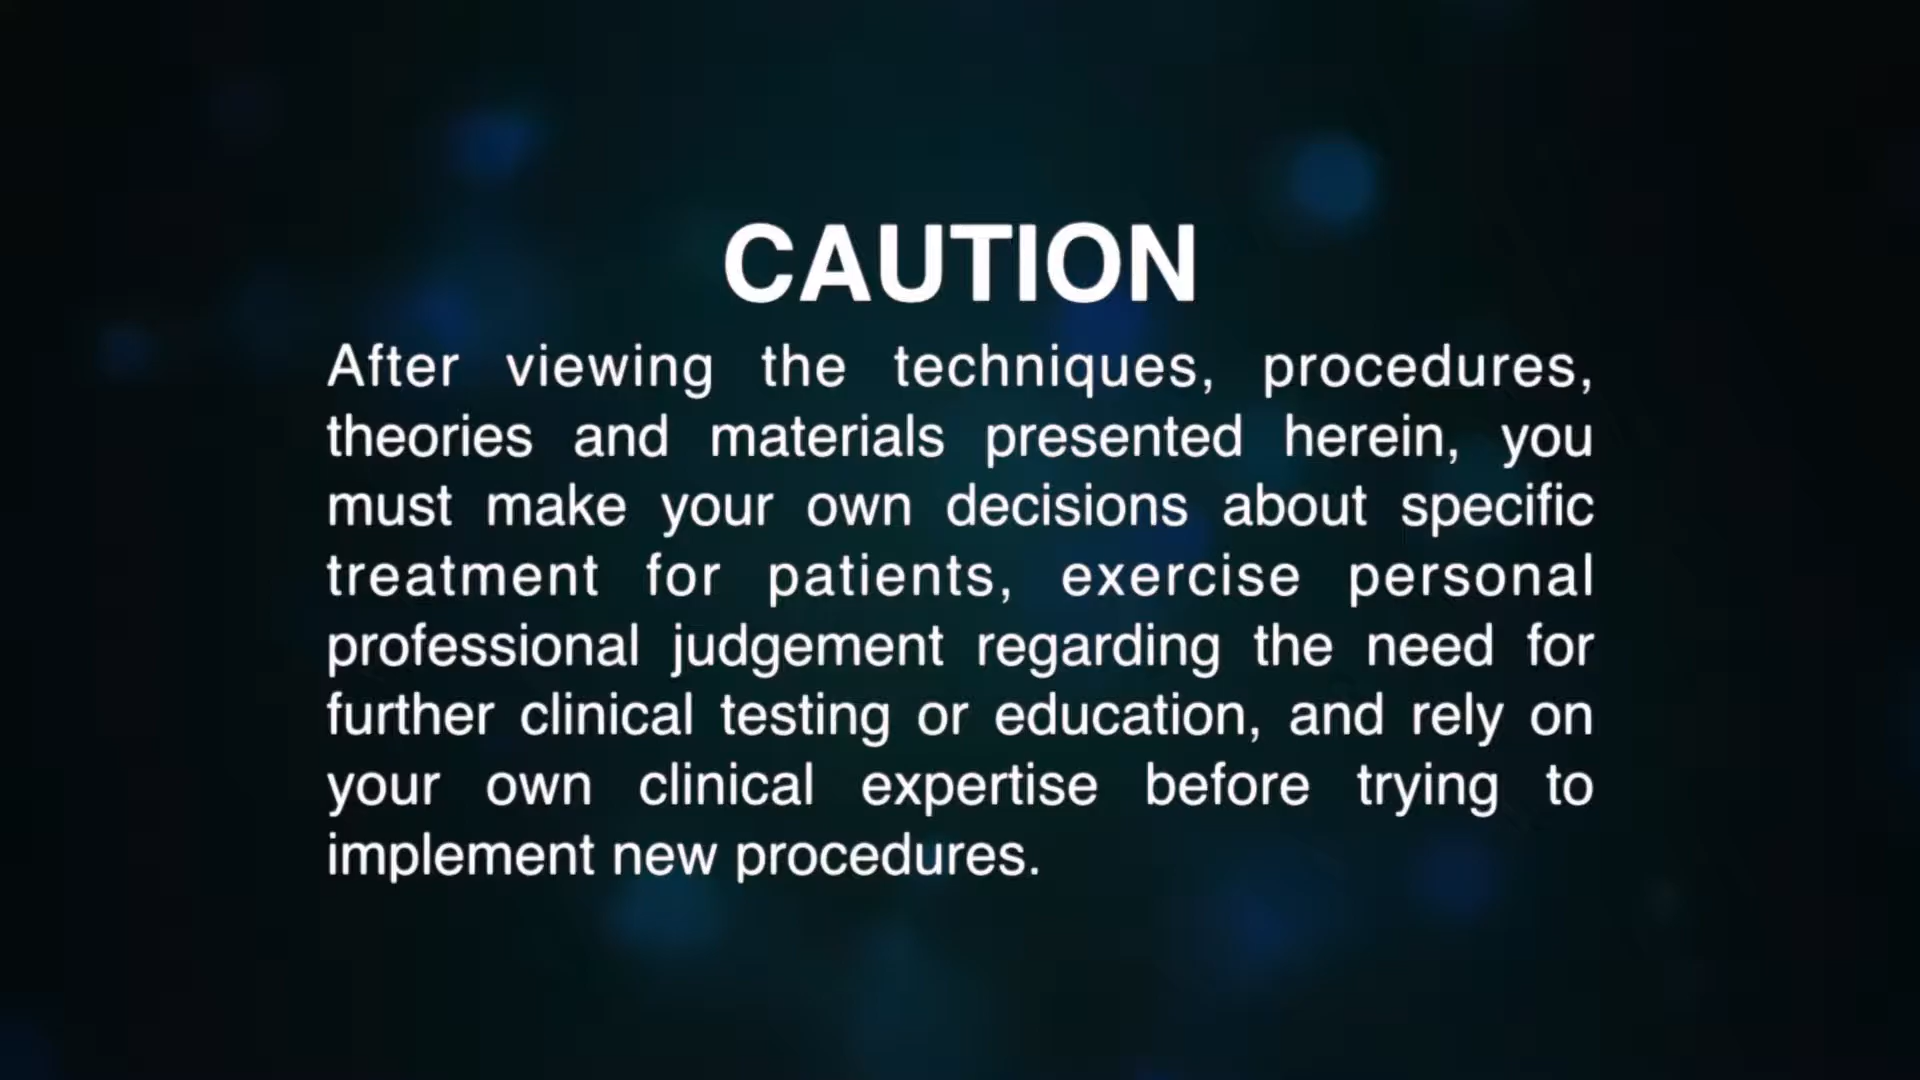 CAUTION
After viewing the techniques, procedures,
theories and materials presented herein, you
must make your own decisions about specific
treatment for patients, exercise personal
professional judgement regarding the need for
further clinical testing or education, and rely on
your own clinical expertise before trying to
implement new procedures.